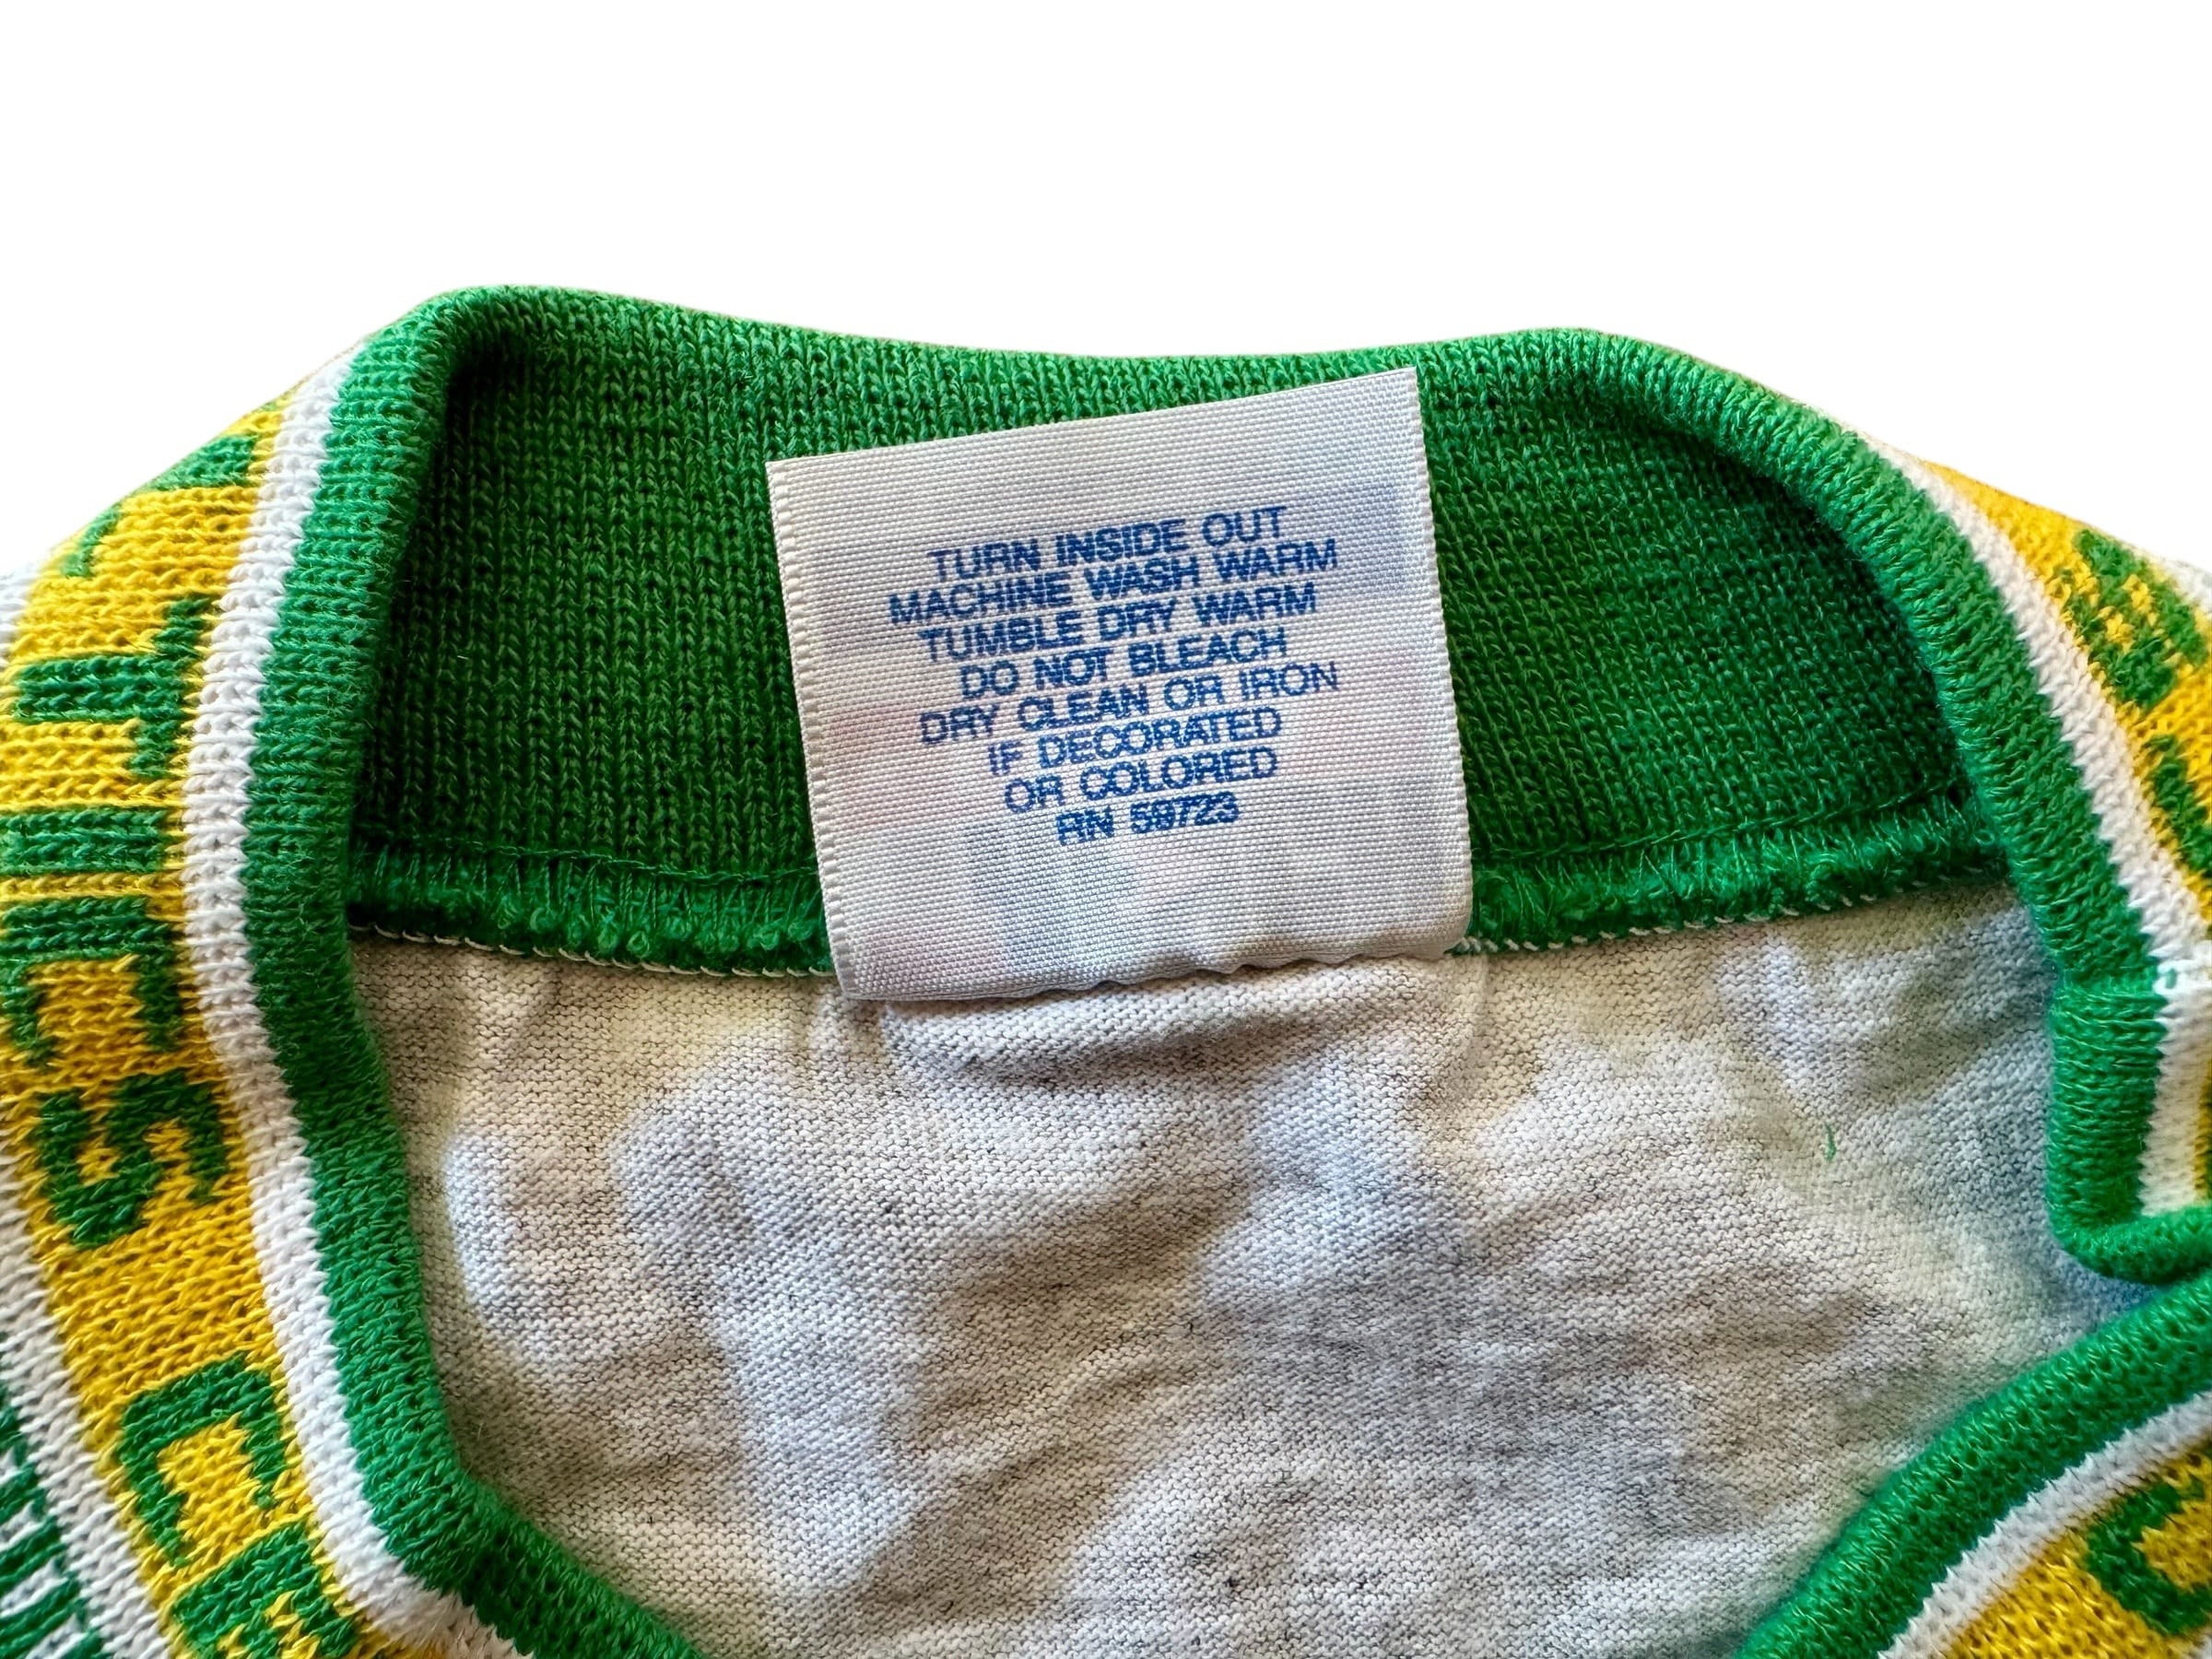 TURN INSIDE OUT
MACHINE WASH WARM
TUMBLE DRY WARM
DO NOT BLEACH
DRY CLEAN OR IRON
IF DECORATED
OR COLORED
RN 59723